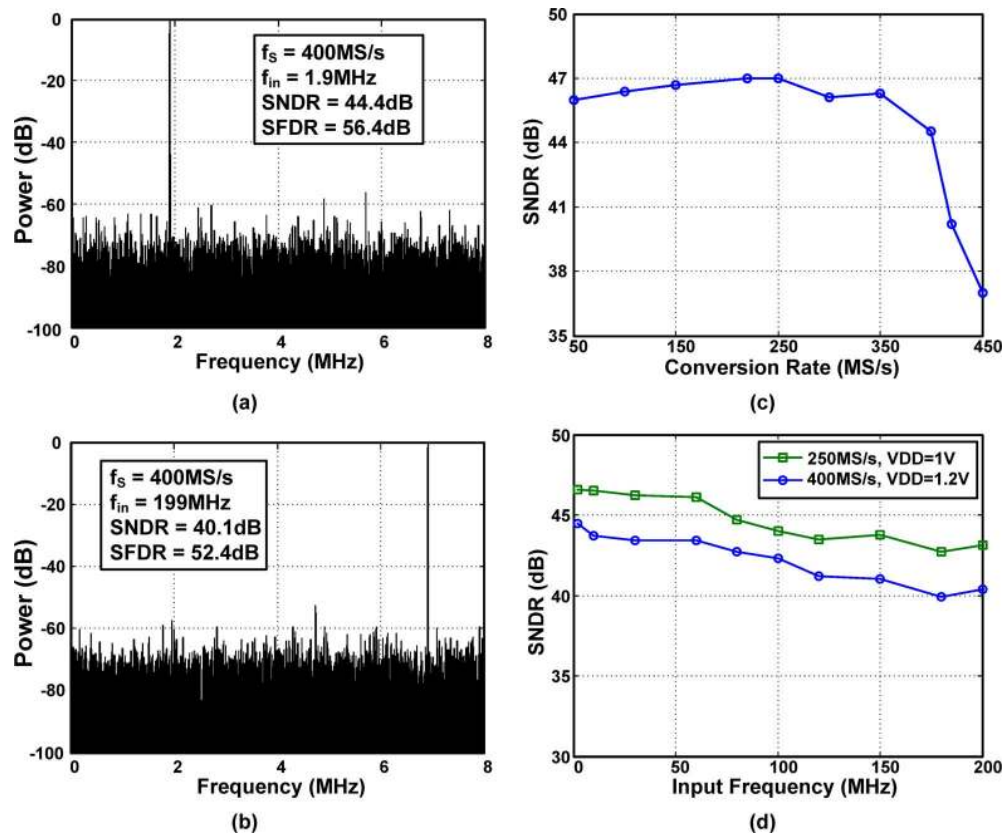 0
-20
-40
-60
-80
-100
Power (dB)
f_S = 400MS/s
f_in = 1.9MHz
SNDR = 44.4dB
SFDR = 56.4dB
0 2 4 6 8
Frequency (MHz)
(a)
50
47
44
41
38
35
SNDR (dB)
50 150 250 350 450
Conversion Rate (MS/s)
(c)
0
-20
-40
-60
-80
-100
Power (dB)
f_S = 400MS/s
f_in = 199MHz
SNDR = 40.1dB
SFDR = 52.4dB
0 2 4 6 8
Frequency (MHz)
(b)
50
45
40
35
30
SNDR (dB)
250MS/s, VDD=1V
400MS/s, VDD=1.2V
0 50 100 150 200
Input Frequency (MHz)
(d)